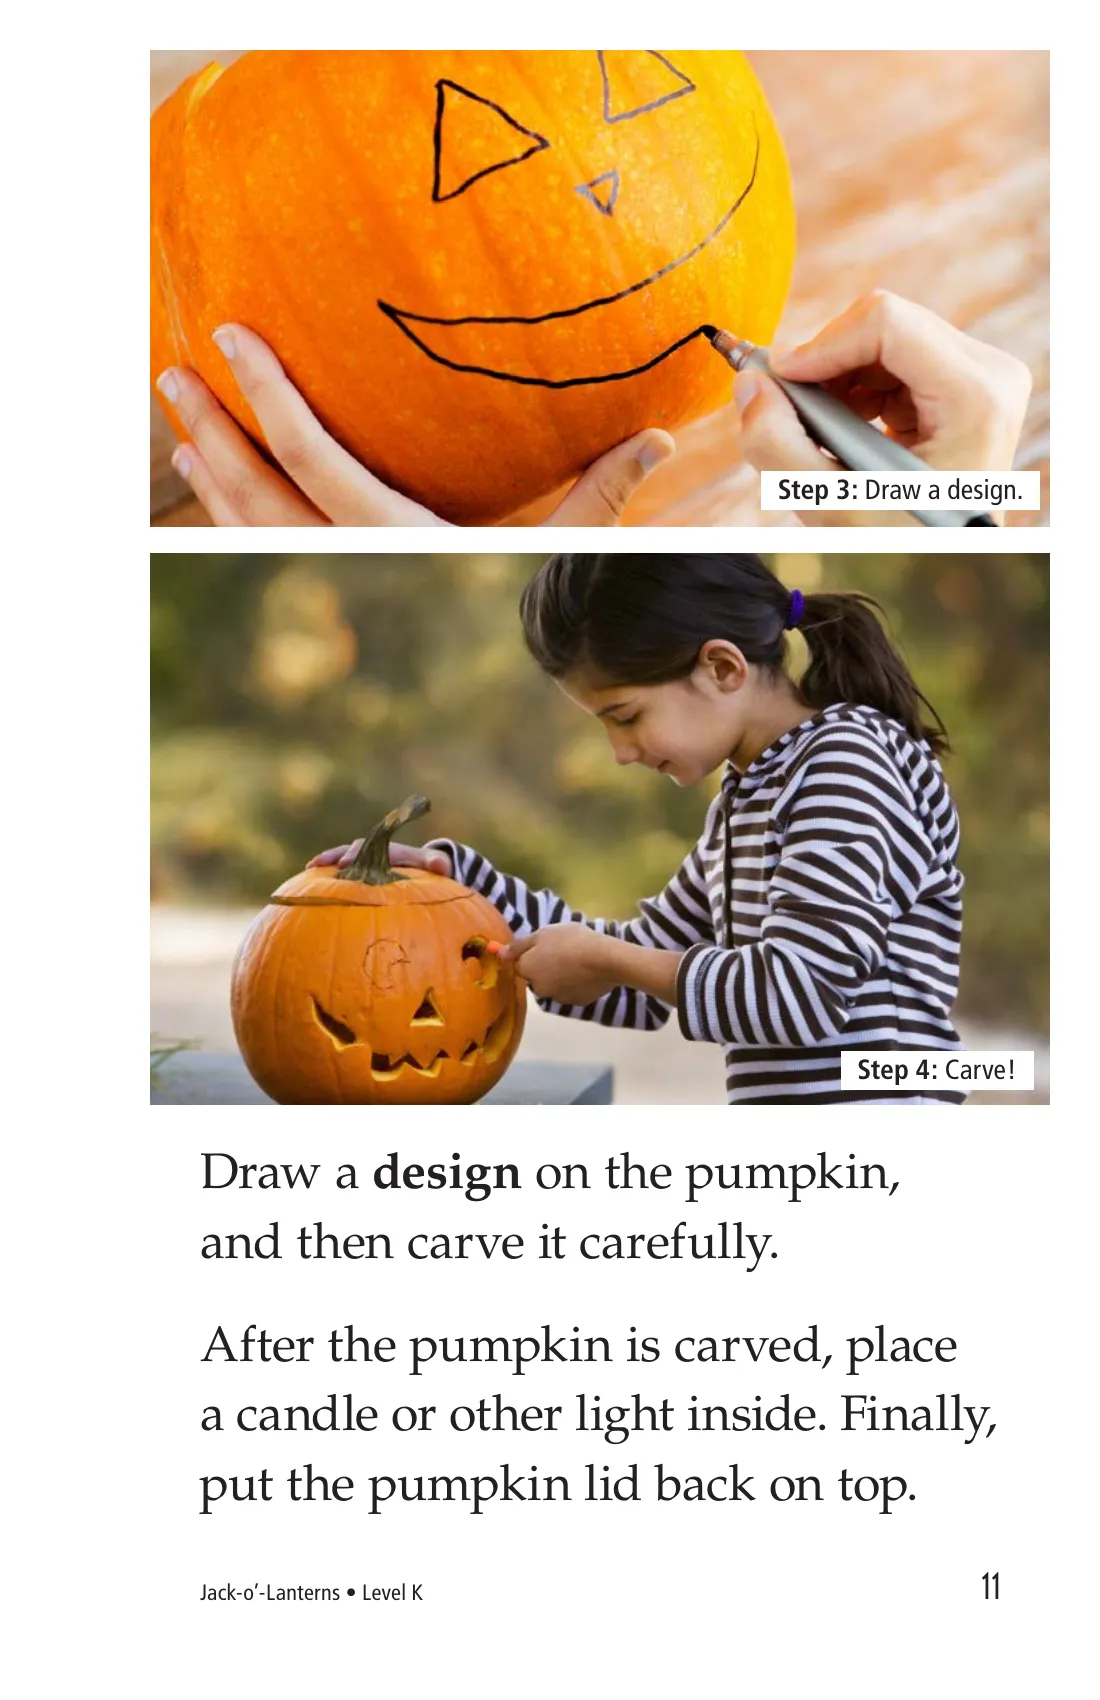 Step 3: Draw a design.
Step 4: Carve!
Draw a design on the pumpkin,
and then carve it carefully.
After the pumpkin is carved, place
a candle or other light inside. Finally,
put the pumpkin lid back on top.
Jack-o’-Lanterns • Level K
11